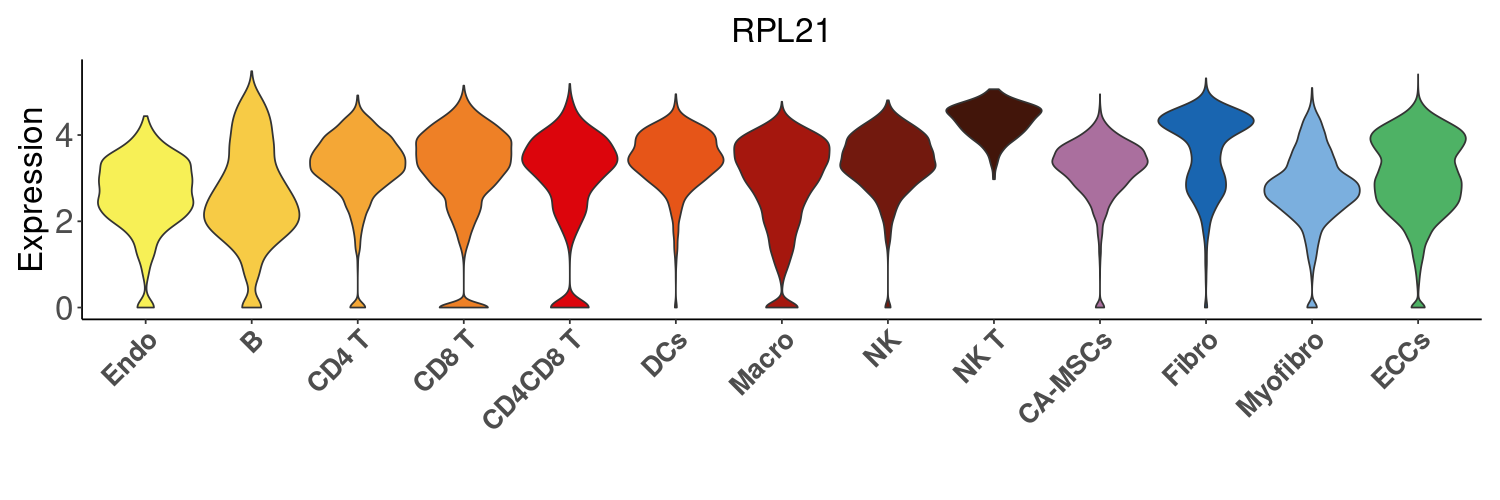 RPL21
Expression
4
2
0
Endo
B
CD4 T
CD8 T
CD4CD8 T
DCs
Macro
NK
NK T
CA-MSCs
Fibro
Myofibro
ECCs